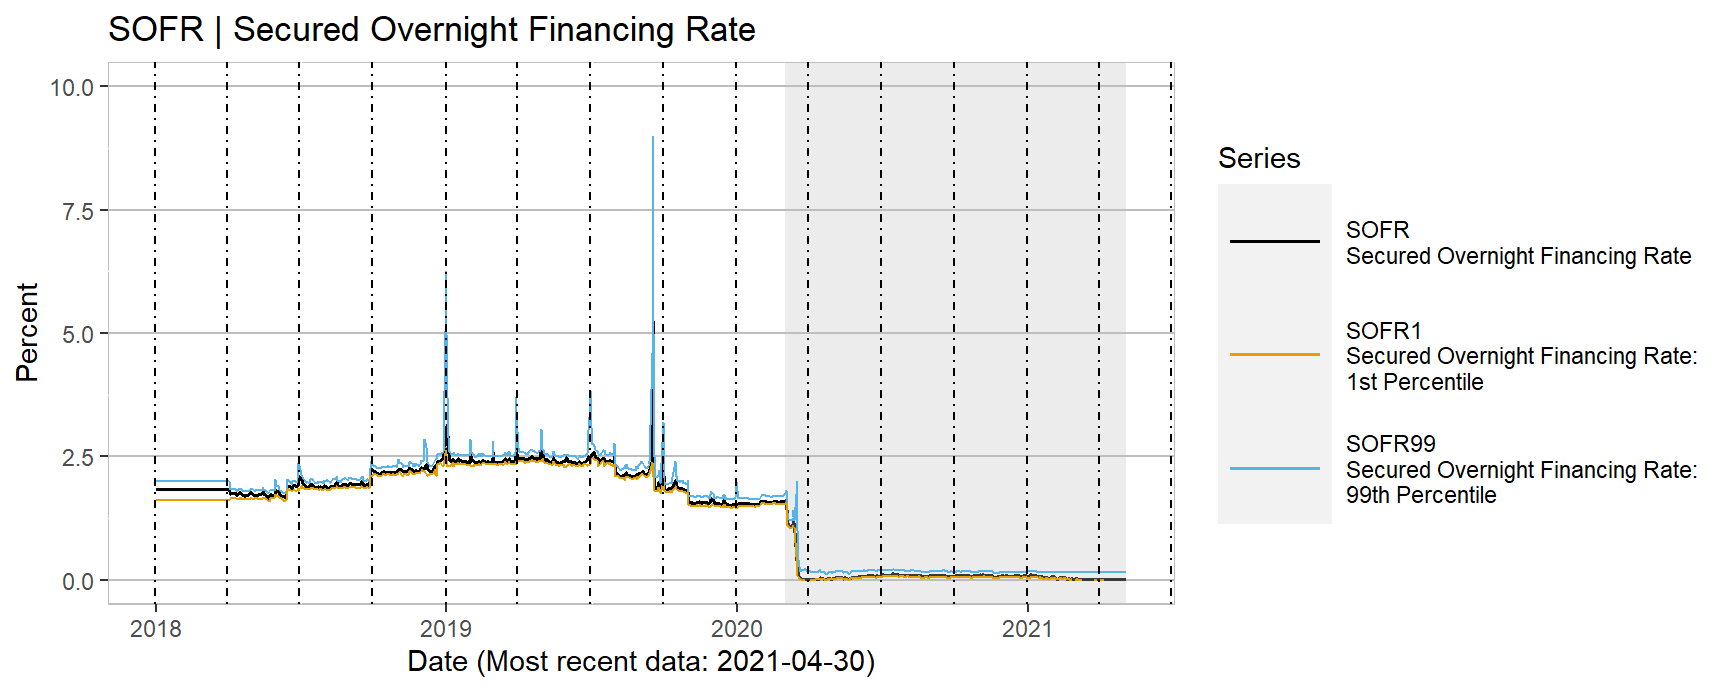 SOFR | Secured Overnight Financing Rate
10.0
7.5
5.0
2.5
0.0
Percent
2018
2019
2020
2021
Date (Most recent data: 2021-04-30)
Series
SOFR
Secured Overnight Financing Rate
SOFR1
Secured Overnight Financing Rate:
1st Percentile
SOFR99
Secured Overnight Financing Rate:
99th Percentile